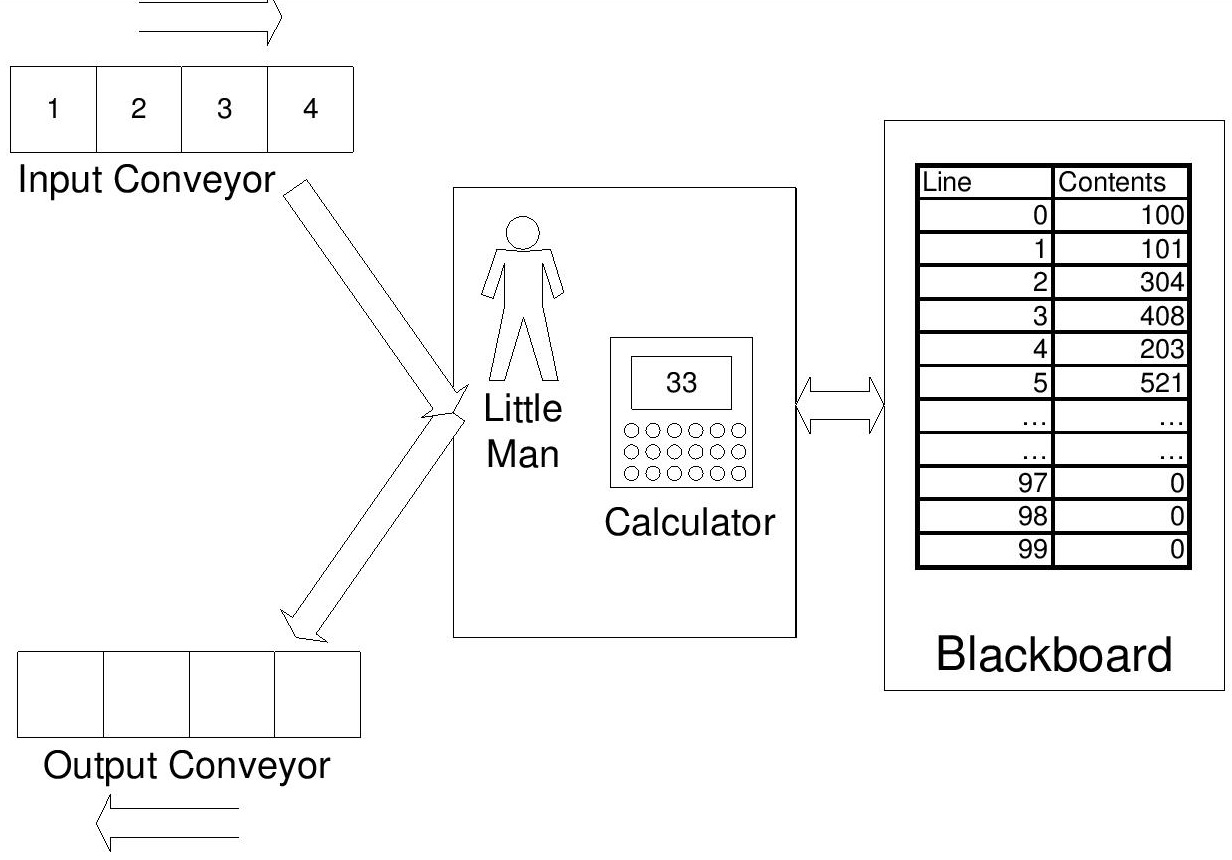 1 2 3 4
Input Conveyor
Little
Man
33
Calculator
Line Contents
0 100
1 101
2 304
3 408
4 203
5 521
... ...
... ...
97 0
98 0
99 0
Blackboard
Output Conveyor